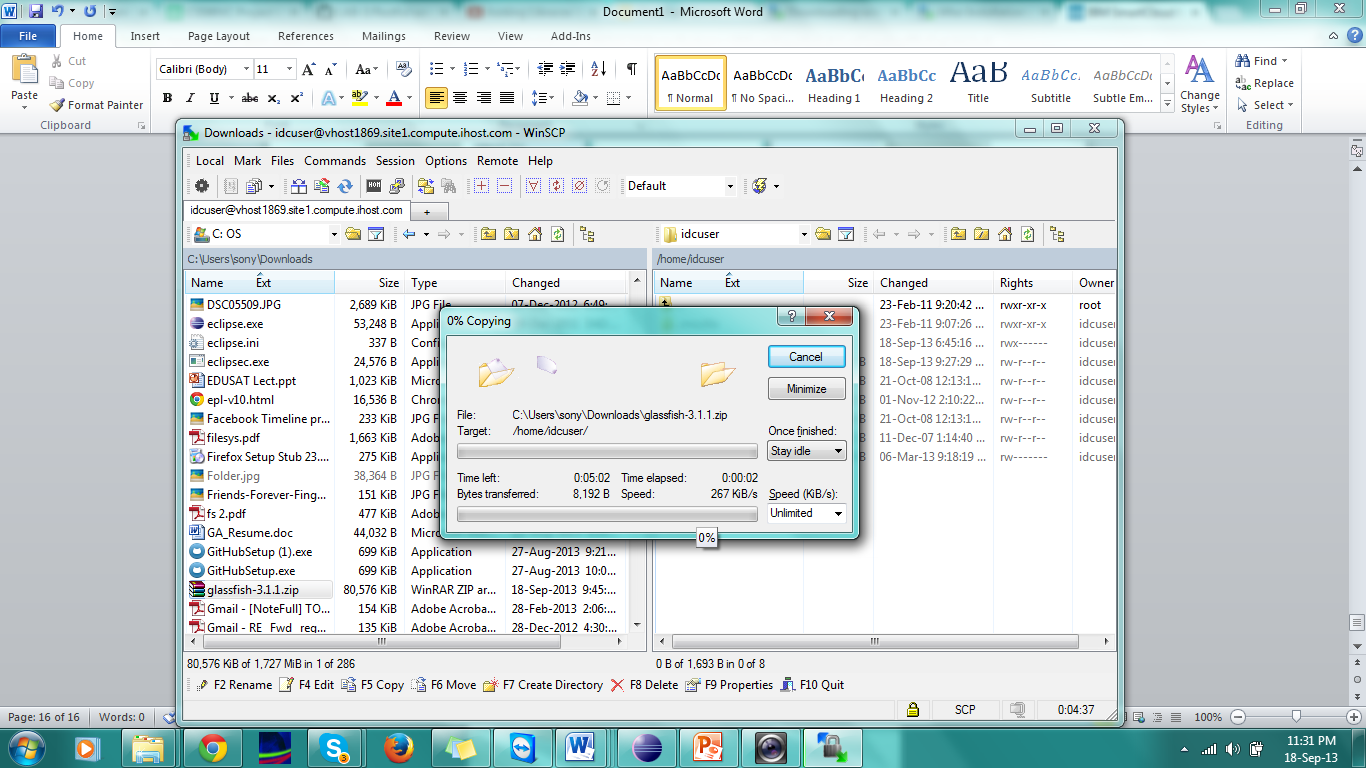 Document1 - Microsoft Word
File Home Insert Page Layout References Mailings Review View Add-Ins
Paste
Cut
Copy
Format Painter
Clipboard
Calibri (Body) 11
AaBbCcDc AaBbCcDc AaBbC AaBbCc AaB AaBbCcI AaBbCcDc
¶ Normal ¶ No Spaci... Heading 1 Heading 2 Title Subtitle Subtle Em...
Change
Styles
Find
Replace
Select
Editing
Downloads - idcuser@vhost1869.site1.compute.ihost.com - WinSCP
Local Mark Files Commands Session Options Remote Help
Default
idcuser@vhost1869.site1.compute.ihost.com
C: OS
idcuser
C:\Users\sony\Downloads
/home/idcuser
Name Ext Size Type Changed
Name Ext Size Changed Rights Owner
DSC05509.JPG 2,689 KiB JPG File 07-Dec-2012 6:49:...
eclipse.exe 53,248 B Appli
eclipse.ini 337 B Confi
eclipsec.exe 24,576 B Appli
EDUSAT Lect.ppt 1,023 KiB Micro
epl-v10.html 16,536 B Chro
Facebook Timeline pr... 233 KiB JPG F
filesys.pdf 1,663 KiB Adob
Firefox Setup Stub 23.... 275 KiB Appli
Folder.jpg 38,364 B JPG F
Friends-Forever-Fing... 151 KiB JPG F
fs 2.pdf 477 KiB Adob
GA_Resume.doc 44,032 B Micro
GitHubSetup (1).exe 699 KiB Application 27-Aug-2013 9:21...
GitHubSetup.exe 699 KiB Application 27-Aug-2013 10:0...
glassfish-3.1.1.zip 80,576 KiB WinRAR ZIP ar... 18-Sep-2013 9:45:...
Gmail - [NoteFull] TO... 154 KiB Adobe Acroba... 28-Feb-2013 2:06:...
Gmail - RE_Fwd_reg... 135 KiB Adobe Acroba... 28-Dec-2012 4:30:...
23-Feb-11 9:20:42 ... rwxr-xr-x root
23-Feb-11 9:07:26 ... rwxr-xr-x idcuser
18-Sep-13 6:45:16 ... rwx------ idcuser
B 18-Sep-13 9:27:29 ... rw-r--r-- idcuser
B 21-Oct-08 12:13:1... rw-r--r-- idcuser
B 01-Nov-12 2:10:22... rw-r--r-- idcuser
B 21-Oct-08 12:13:1... rw-r--r-- idcuser
B 11-Dec-07 1:14:40 ... rw-r--r-- idcuser
B 06-Mar-13 9:18:19 ... rw------- idcuser
0% Copying
Cancel
Minimize
File: C:\Users\sony\Downloads\glassfish-3.1.1.zip
Target: /home/idcuser/
Once finished:
Stay idle
Time left: 0:05:02 Time elapsed: 0:00:02
Bytes transferred: 8,192 B Speed: 267 KiB/s
Speed (KiB/s):
Unlimited
0%
80,576 KiB of 1,727 MiB in 1 of 286
0 B of 1,693 B in 0 of 8
F2 Rename F4 Edit F5 Copy F6 Move F7 Create Directory F8 Delete F9 Properties F10 Quit
SCP 0:04:37
Page: 16 of 16 Words: 0
100%
11:31 PM
18-Sep-13